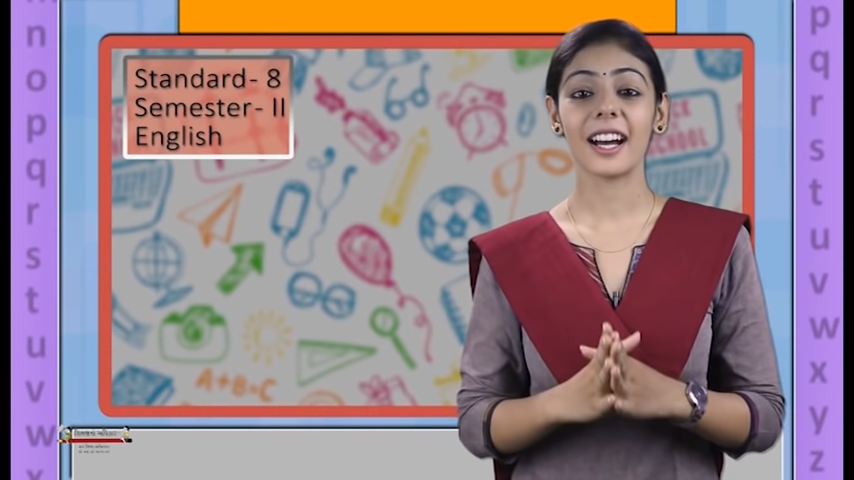 Standard- 8
Semester- II
English
n
o
p
q
r
s
t
u
v
w
x
p
q
r
s
t
u
v
w
x
y
z
A+B=C